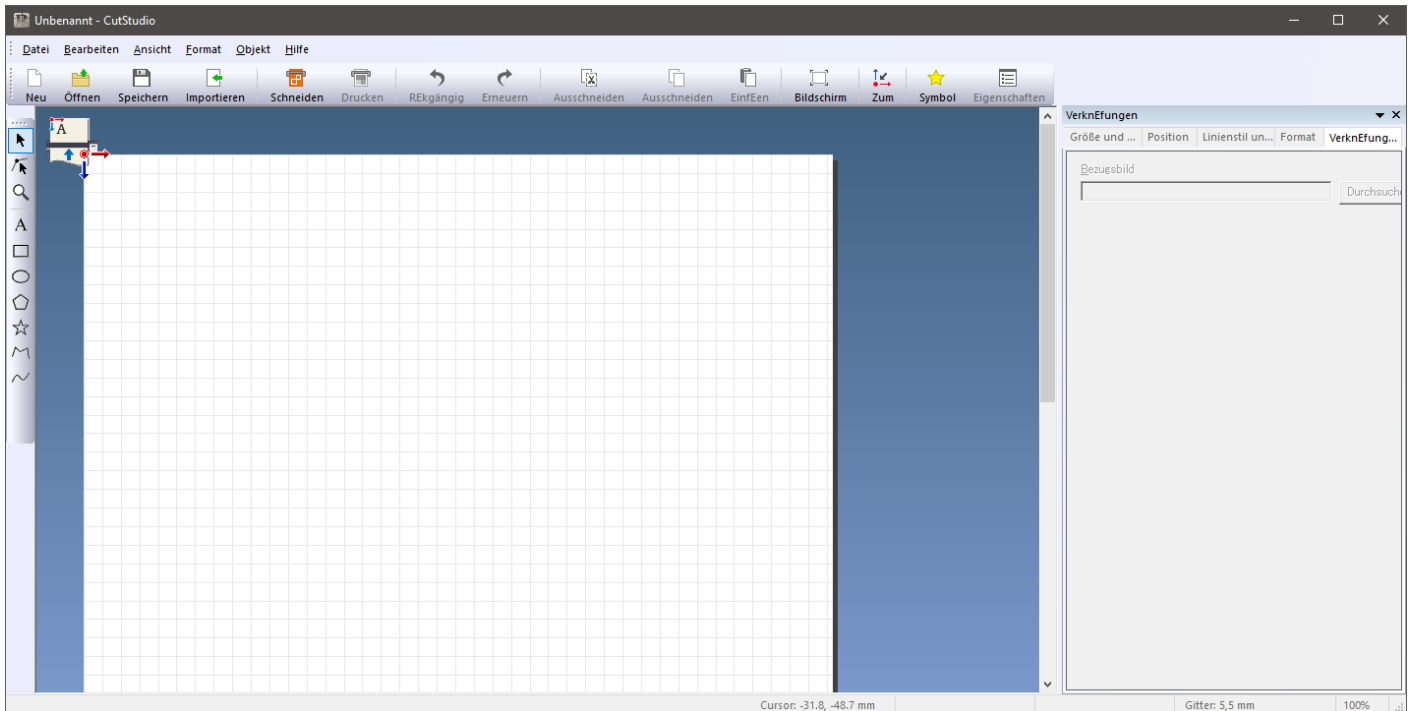 Unbenannt - CutStudio
Datei Bearbeiten Ansicht Format Objekt Hilfe
Neu Öffnen Speichern Importieren Schneiden Drucken REkgängig Erneuern Ausschneiden Ausschneiden EinfEen Bildschirm Zum Symbol Eigenschaften
VerknEfungen
Größe und ... Position Linienstil un... Format VerknEfung...
A
Bezugsbild
Durchsuch
A
Cursor: -31.8, -48.7 mm Gitter: 5,5 mm 100%